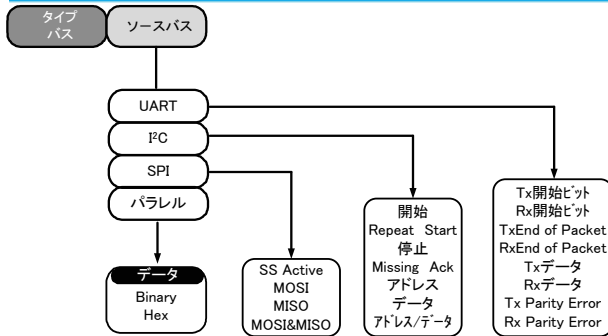 タイプ
バス
ソースバス
UART
I²C
SPI
パラレル
データ
Binary
Hex
SS Active
MOSI
MISO
MOSI&MISO
開始
Repeat Start
停止
Missing Ack
アドレス
データ
アドレス/データ
Tx開始ビット
Rx開始ビット
TxEnd of Packet
RxEnd of Packet
Txデータ
Rxデータ
Tx Parity Error
Rx Parity Error